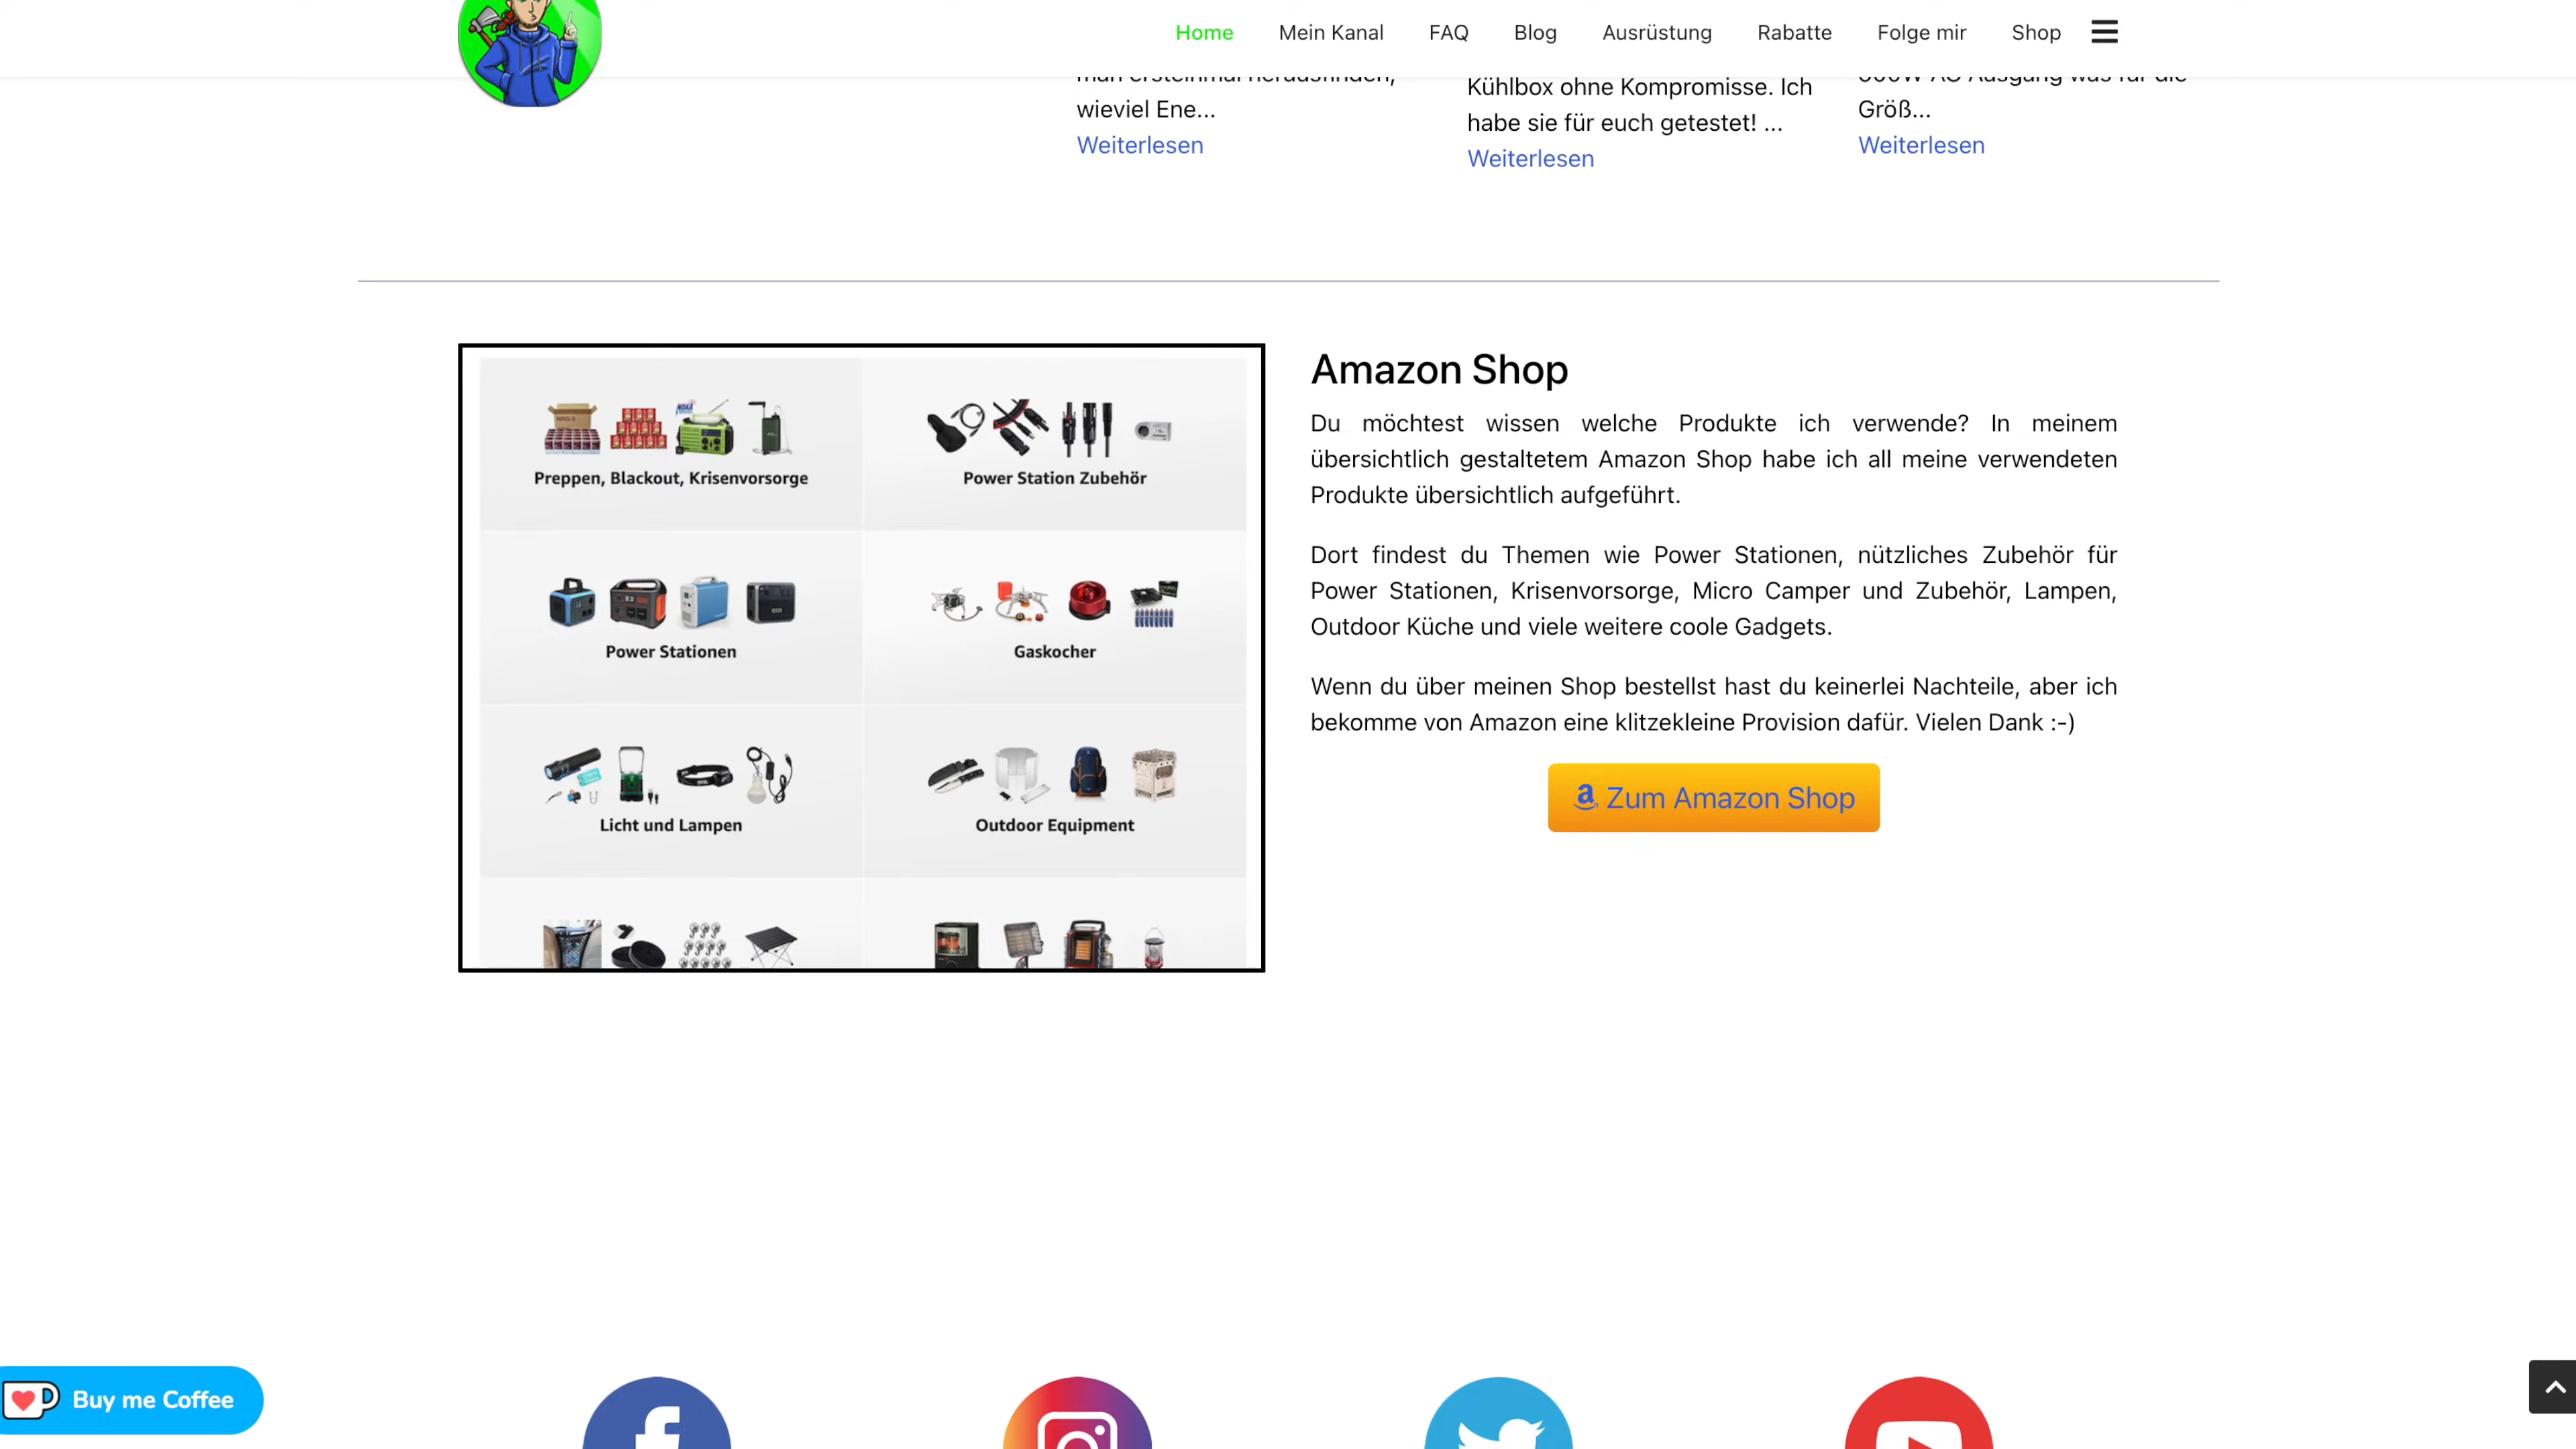 Home Mein Kanal FAQ Blog Ausrüstung Rabatte Folge mir Shop
wieviel Ene...
Weiterlesen
Kühlbox ohne Kompromisse. Ich
habe sie für euch getestet! ...
Weiterlesen
Größ...
Weiterlesen
Preppen, Blackout, Krisenvorsorge
Power Station Zubehör
Power Stationen
Gaskocher
Licht und Lampen
Outdoor Equipment
Amazon Shop
Du möchtest wissen welche Produkte ich verwende? In meinem
übersichtlich gestaltetem Amazon Shop habe ich all meine verwendeten
Produkte übersichtlich aufgeführt.
Dort findest du Themen wie Power Stationen, nützliches Zubehör für
Power Stationen, Krisenvorsorge, Micro Camper und Zubehör, Lampen,
Outdoor Küche und viele weitere coole Gadgets.
Wenn du über meinen Shop bestellst hast du keinerlei Nachteile, aber ich
bekomme von Amazon eine klitzekleine Provision dafür. Vielen Dank :-)
Zum Amazon Shop
Buy me Coffee